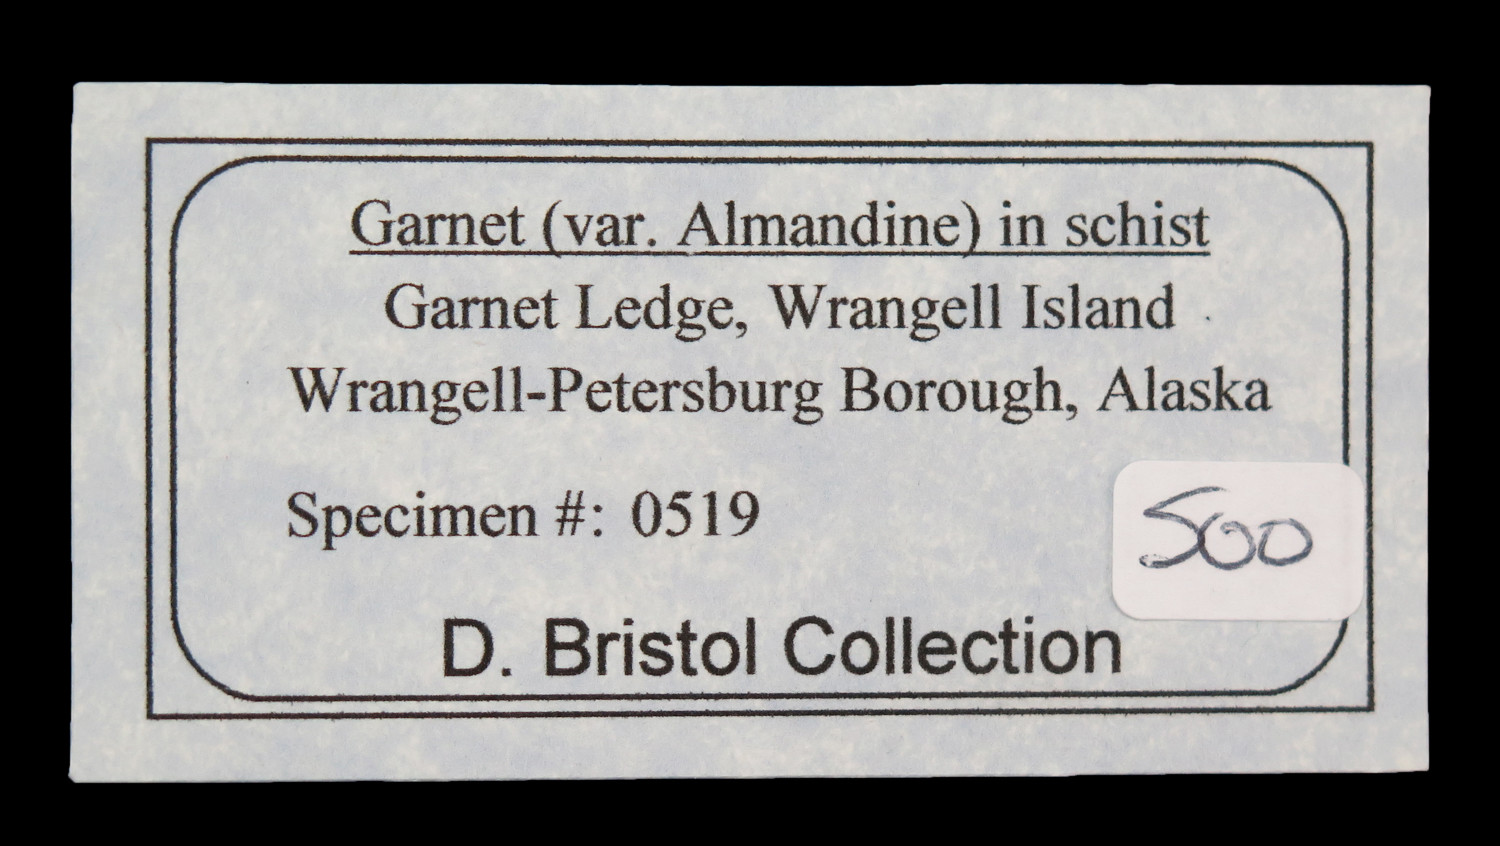 Garnet (var. Almandine) in schist
Garnet Ledge, Wrangell Island
Wrangell-Petersburg Borough, Alaska
Specimen #: 0519
500
D. Bristol Collection